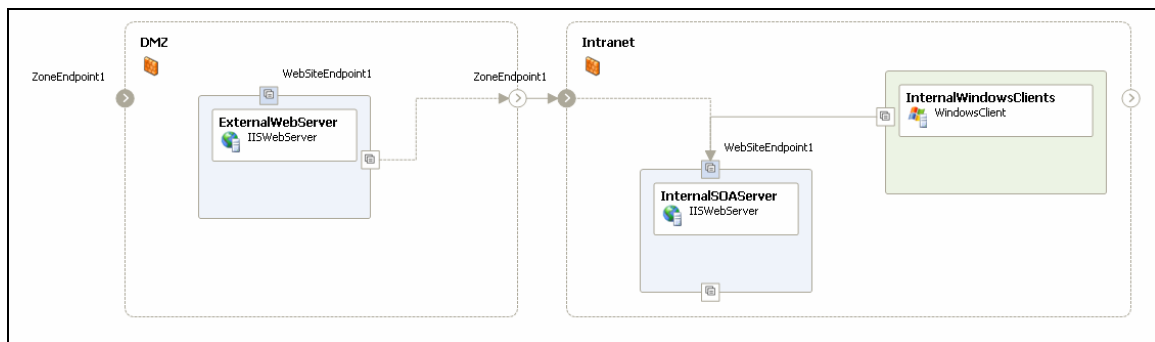 DMZ
ZoneEndpoint1
WebSiteEndpoint1
ExternalWebServer
IISWebServer
ZoneEndpoint1
Intranet
InternalWindowsClients
WindowsClient
WebSiteEndpoint1
InternalSOAServer
IISWebServer